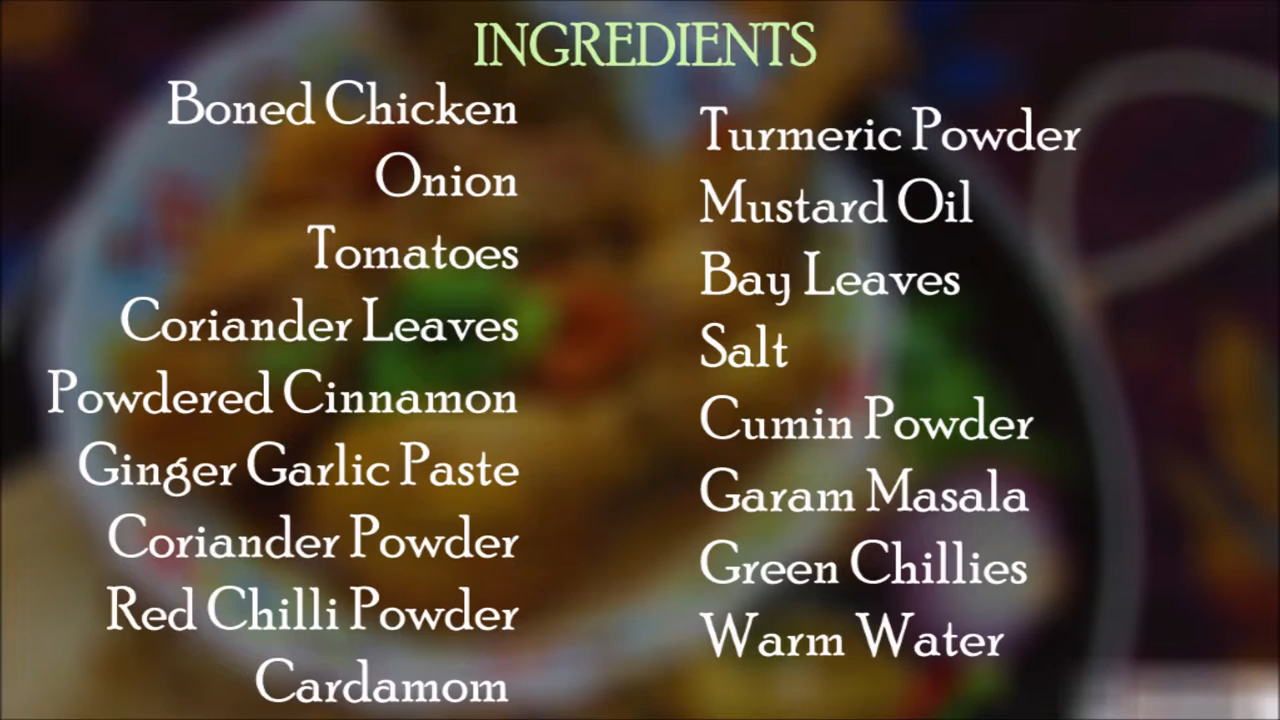 INGREDIENTS
Boned Chicken
Onion
Tomatoes
Coriander Leaves
Powdered Cinnamon
Ginger Garlic Paste
Coriander Powder
Red Chilli Powder
Cardamom
Turmeric Powder
Mustard Oil
Bay Leaves
Salt
Cumin Powder
Garam Masala
Green Chillies
Warm Water